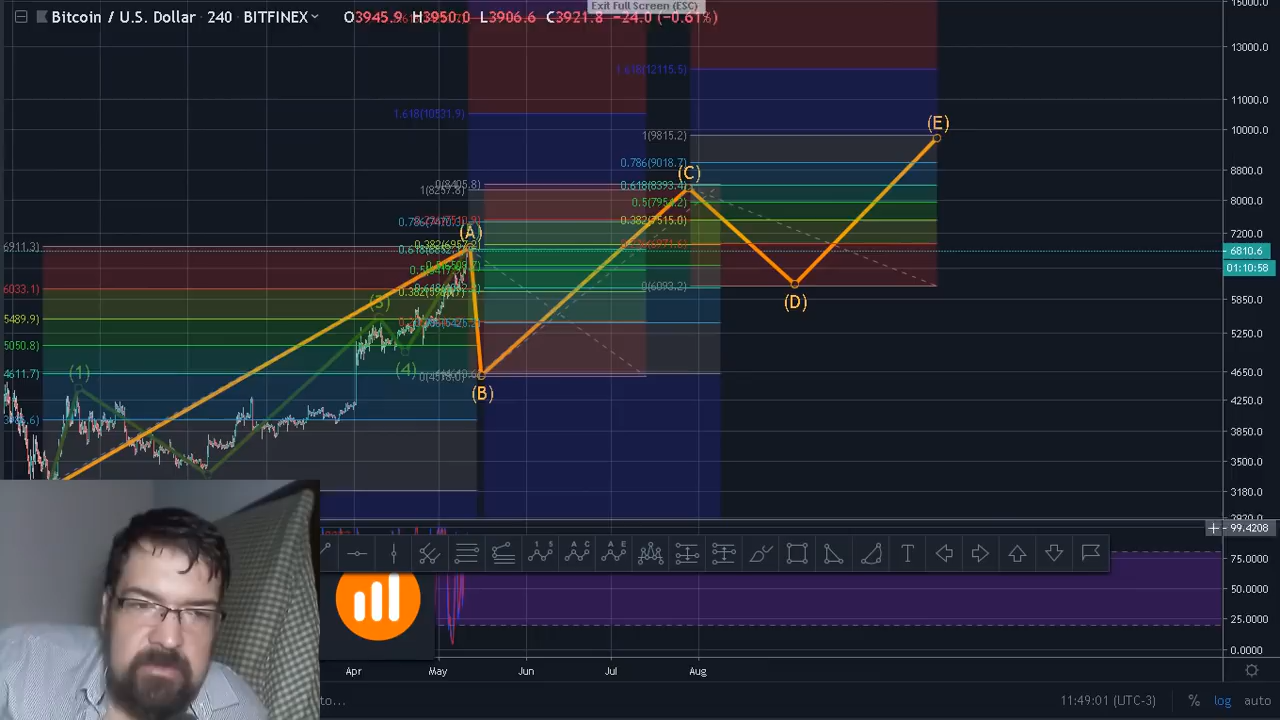 Exit Full Screen (ESC)
Bitcoin / U.S. Dollar · 240 · BITFINEX
O3945.9 H3950.0 L3906.6 C3921.8 −24.0 (−0.61%)
15000.0
13000.0
11000.0
10000.0
8800.0
8000.0
7200.0
6810.6
01:10:58
5850.0
5250.0
4650.0
4250.0
3850.0
3500.0
3180.0
99.4208
75.0000
50.0000
25.0000
0.0000
1.618(12115.5)
1(9815.2)
0.786(9018.7)
0.618(8393.4)
0.5(7954.2)
0.382(7515.0)
0(6093.2)
1.618(10531.9)
0(8405.8)
(A)
(B)
(C)
(D)
(E)
(1)
(4)
6911.3)
6033.1)
5489.9)
5050.8)
4611.7)
Apr
May
Jun
Jul
Aug
to...
11:49:01 (UTC-3)
%
log
auto